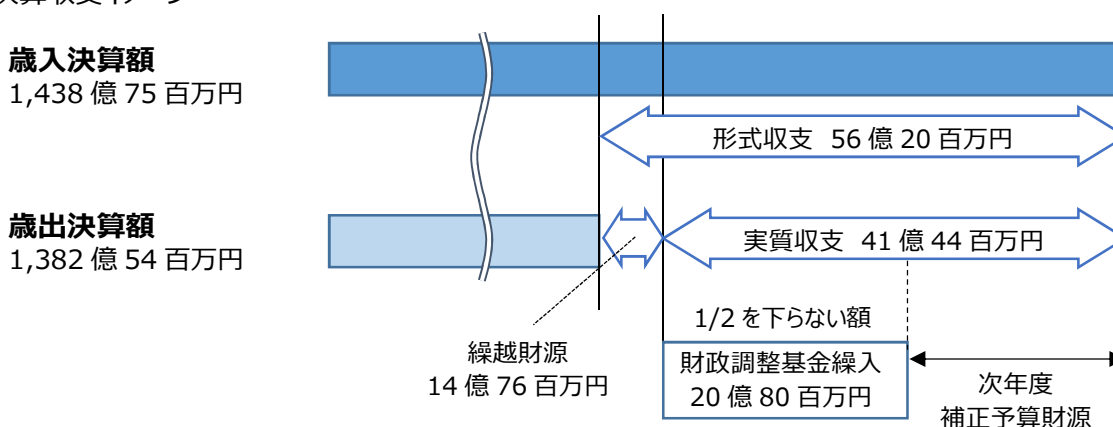 歳入決算額
1,438 億 75 百万円
形式収支 56 億 20 百万円
歳出決算額
1,382 億 54 百万円
実質収支 41 億 44 百万円
1/2 を下らない額
繰越財源
14 億 76 百万円
財政調整基金繰入
20 億 80 百万円
次年度
補正予算財源